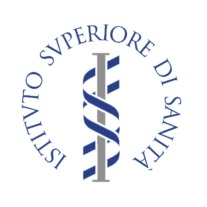 ISTITVTO SVPERIORE DI SANITÀ